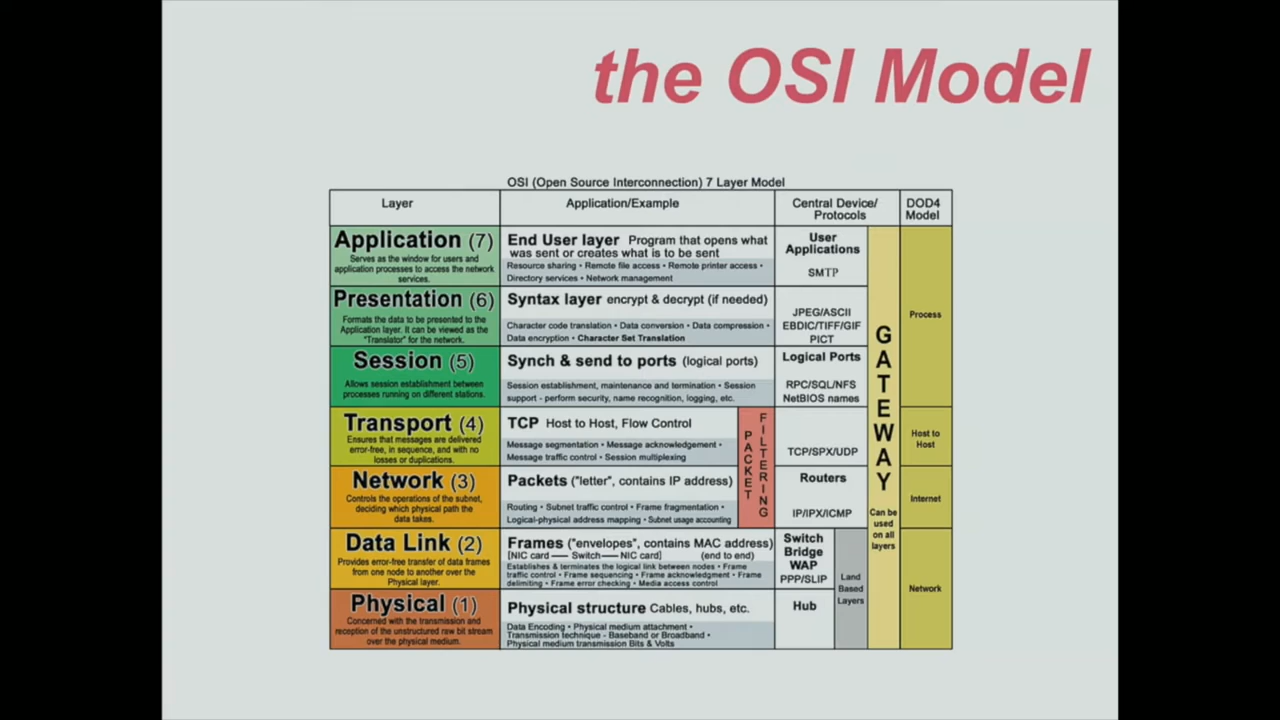 the OSI Model
OSI (Open Source Interconnection) 7 Layer Model
Layer
Application/Example
Central Device/
Protocols
DOD4
Model
Application (7)
Serves as the window for users and
application processes to access the network
services.
End User layer Program that opens what
was sent or creates what is to be sent
Resource sharing • Remote file access • Remote printer access •
Directory services • Network management
User
Applications
SMTP
Presentation (6)
Formats the data to be presented to the
Application layer. It can be viewed as the
"Translator" for the network.
Syntax layer encrypt & decrypt (if needed)
Character code translation • Data conversion • Data compression •
Data encryption • Character Set Translation
JPEG/ASCII
EBDIC/TIFF/GIF
PICT
Session (5)
Allows session establishment between
processes running on different stations.
Synch & send to ports (logical ports)
Session establishment, maintenance and termination • Session
support - perform security, name recognition, logging, etc.
Logical Ports
RPC/SQL/NFS
NetBIOS names
Transport (4)
Ensures that messages are delivered
error-free, in sequence, and with no
losses or duplications.
TCP Host to Host, Flow Control
Message segmentation • Message acknowledgement •
Message traffic control • Session multiplexing
TCP/SPX/UDP
Network (3)
Controls the operations of the subnet,
deciding which physical path the
data takes.
Packets ("letter", contains IP address)
Routing • Subnet traffic control • Frame fragmentation •
Logical-physical address mapping • Subnet usage accounting
PACKET
FILTERING
Routers
IP/IPX/ICMP
Data Link (2)
Provides error-free transfer of data frames
from one node to another over the
Physical layer.
Frames ("envelopes", contains MAC address)
[NIC card — Switch — NIC card] (end to end)
Establishes & terminates the logical link between nodes • Frame
traffic control • Frame sequencing • Frame acknowledgment • Frame
delimiting • Frame error checking • Media access control
Switch
Bridge
WAP
PPP/SLIP
Physical (1)
Concerned with the transmission and
reception of the unstructured raw bit stream
over the physical medium.
Physical structure Cables, hubs, etc.
Data Encoding • Physical medium attachment •
Transmission technique - Baseband or Broadband •
Physical medium transmission Bits & Volts
Hub
Land
Based
Layers
GATEWAY
Can be
used
on all
layers
Process
Host to
Host
Internet
Network